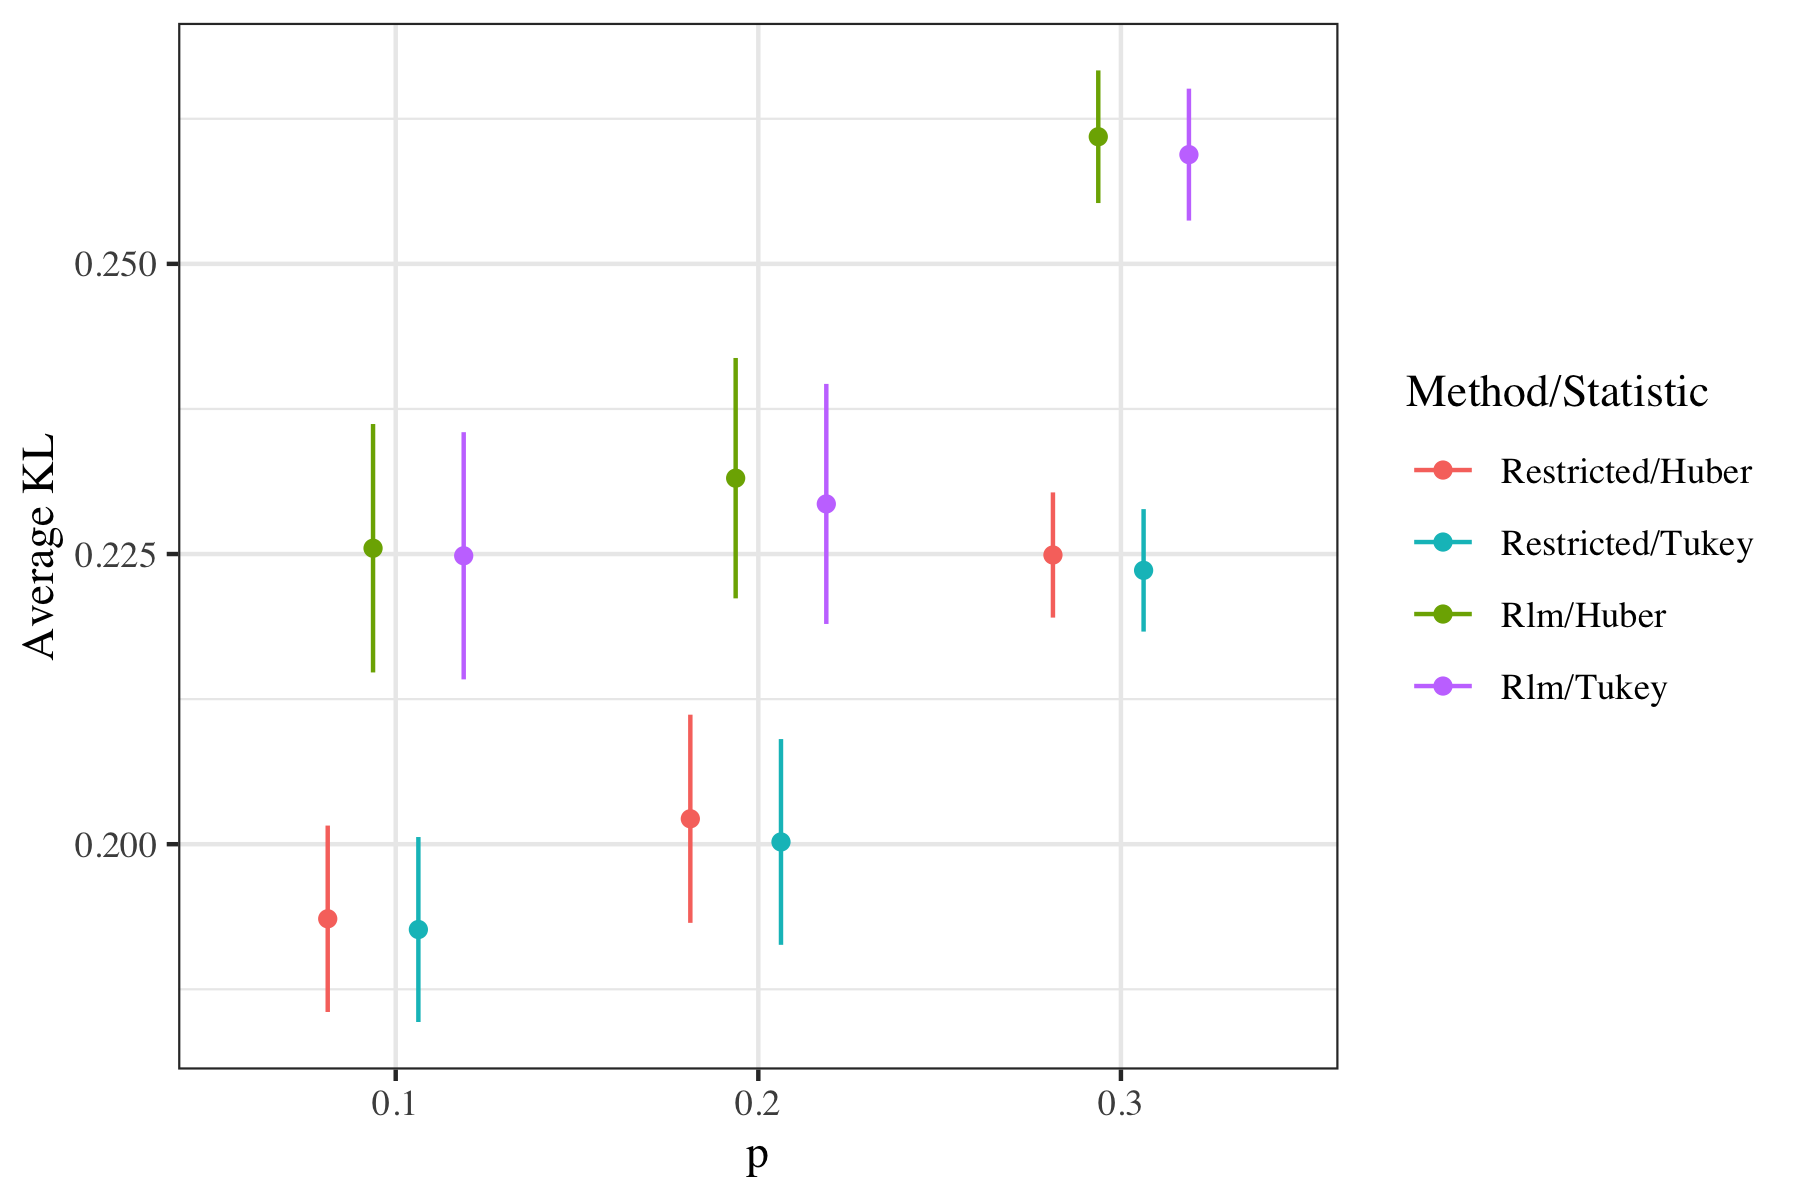 Average KL
0.250
0.225
0.200
0.1
0.2
0.3
p
Method/Statistic
Restricted/Huber
Restricted/Tukey
Rlm/Huber
Rlm/Tukey